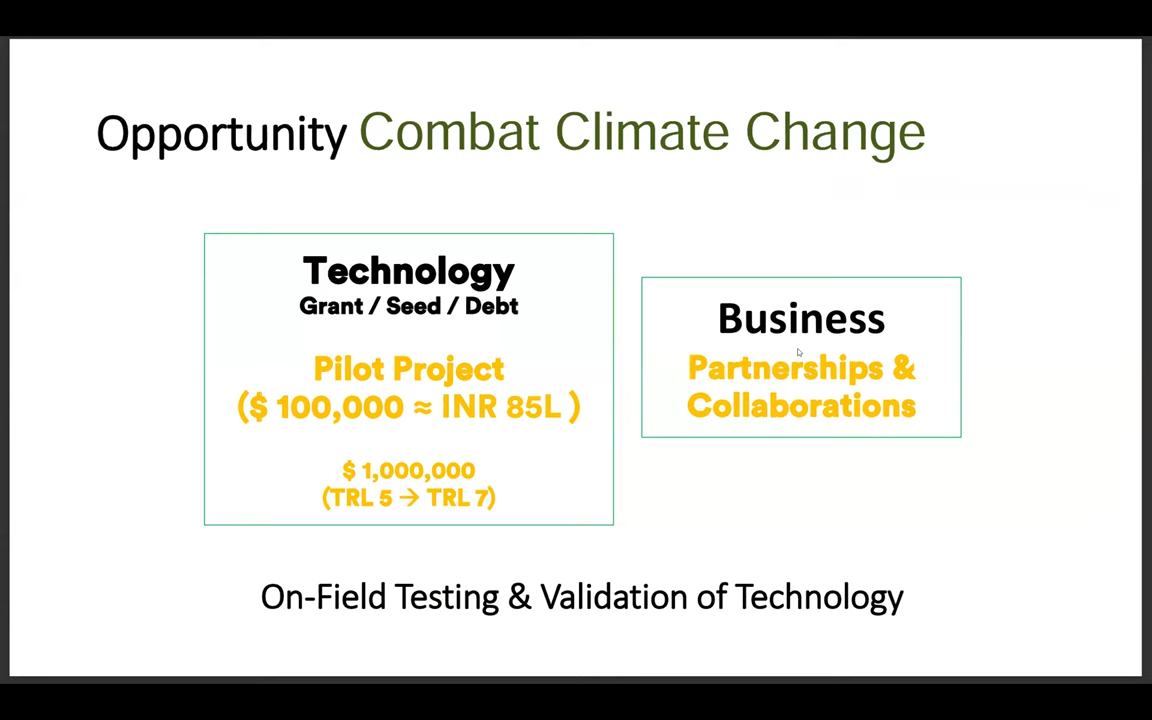 Opportunity Combat Climate Change
Technology
Grant / Seed / Debt
Pilot Project
($ 100,000 ≈ INR 85L )
$ 1,000,000
(TRL 5 → TRL 7)
Business
Partnerships &
Collaborations
On-Field Testing & Validation of Technology